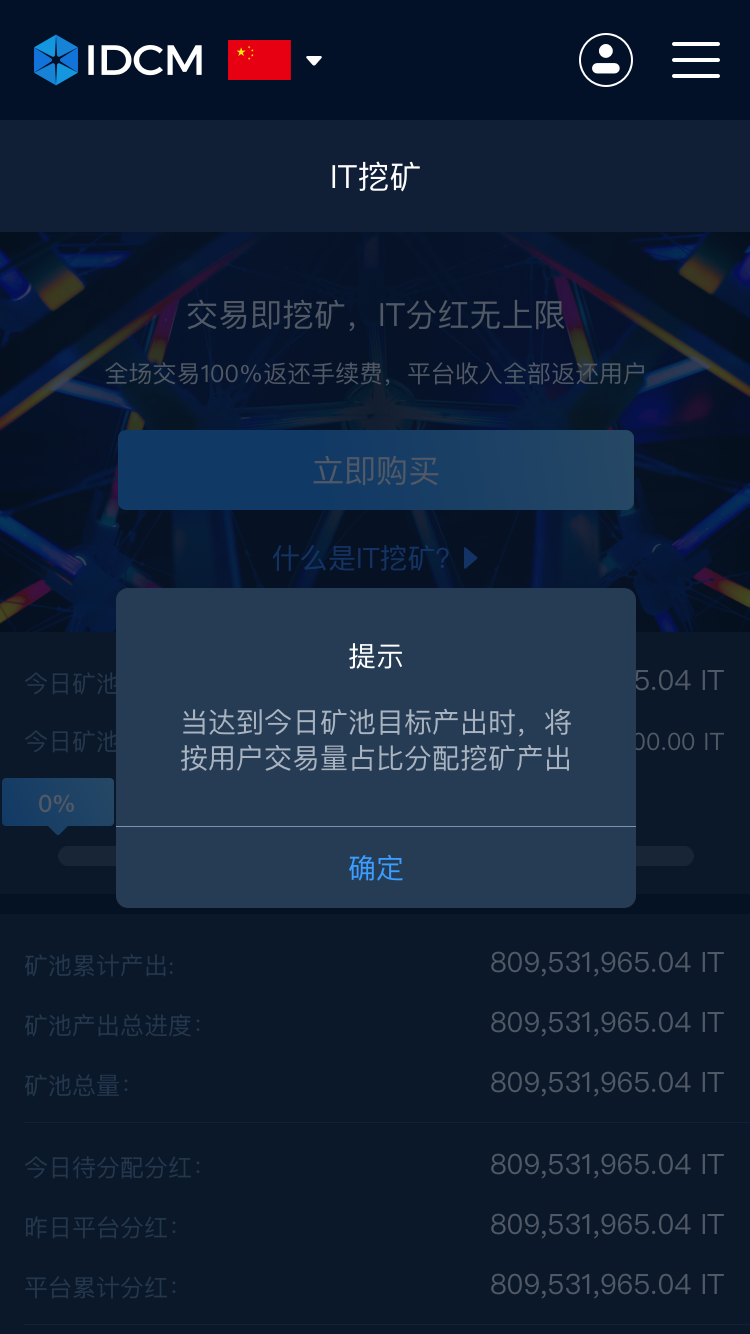 IDCM
IT挖矿
交易即挖矿，IT分红无上限
全场交易100%返还手续费，平台收入全部返还用户
立即购买
什么是IT挖矿?
提示
当达到今日矿池目标产出时，将
按用户交易量占比分配挖矿产出
确定
今日矿池
5.04 IT
今日矿池
00.00 IT
0%
矿池累计产出:
809,531,965.04 IT
矿池产出总进度:
809,531,965.04 IT
矿池总量:
809,531,965.04 IT
今日待分配分红:
809,531,965.04 IT
昨日平台分红:
809,531,965.04 IT
平台累计分红:
809,531,965.04 IT